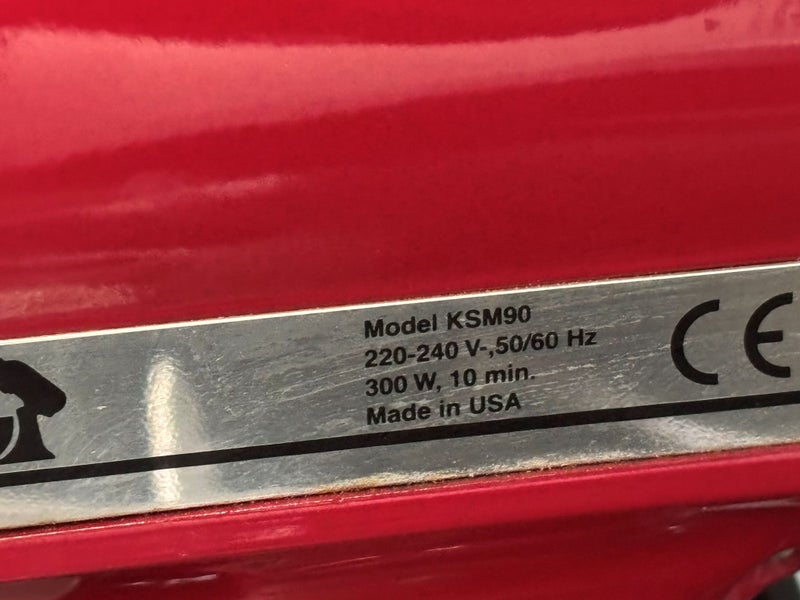 Model KSM90
220-240 V-,50/60 Hz
300 W, 10 min.
Made in USA
CE